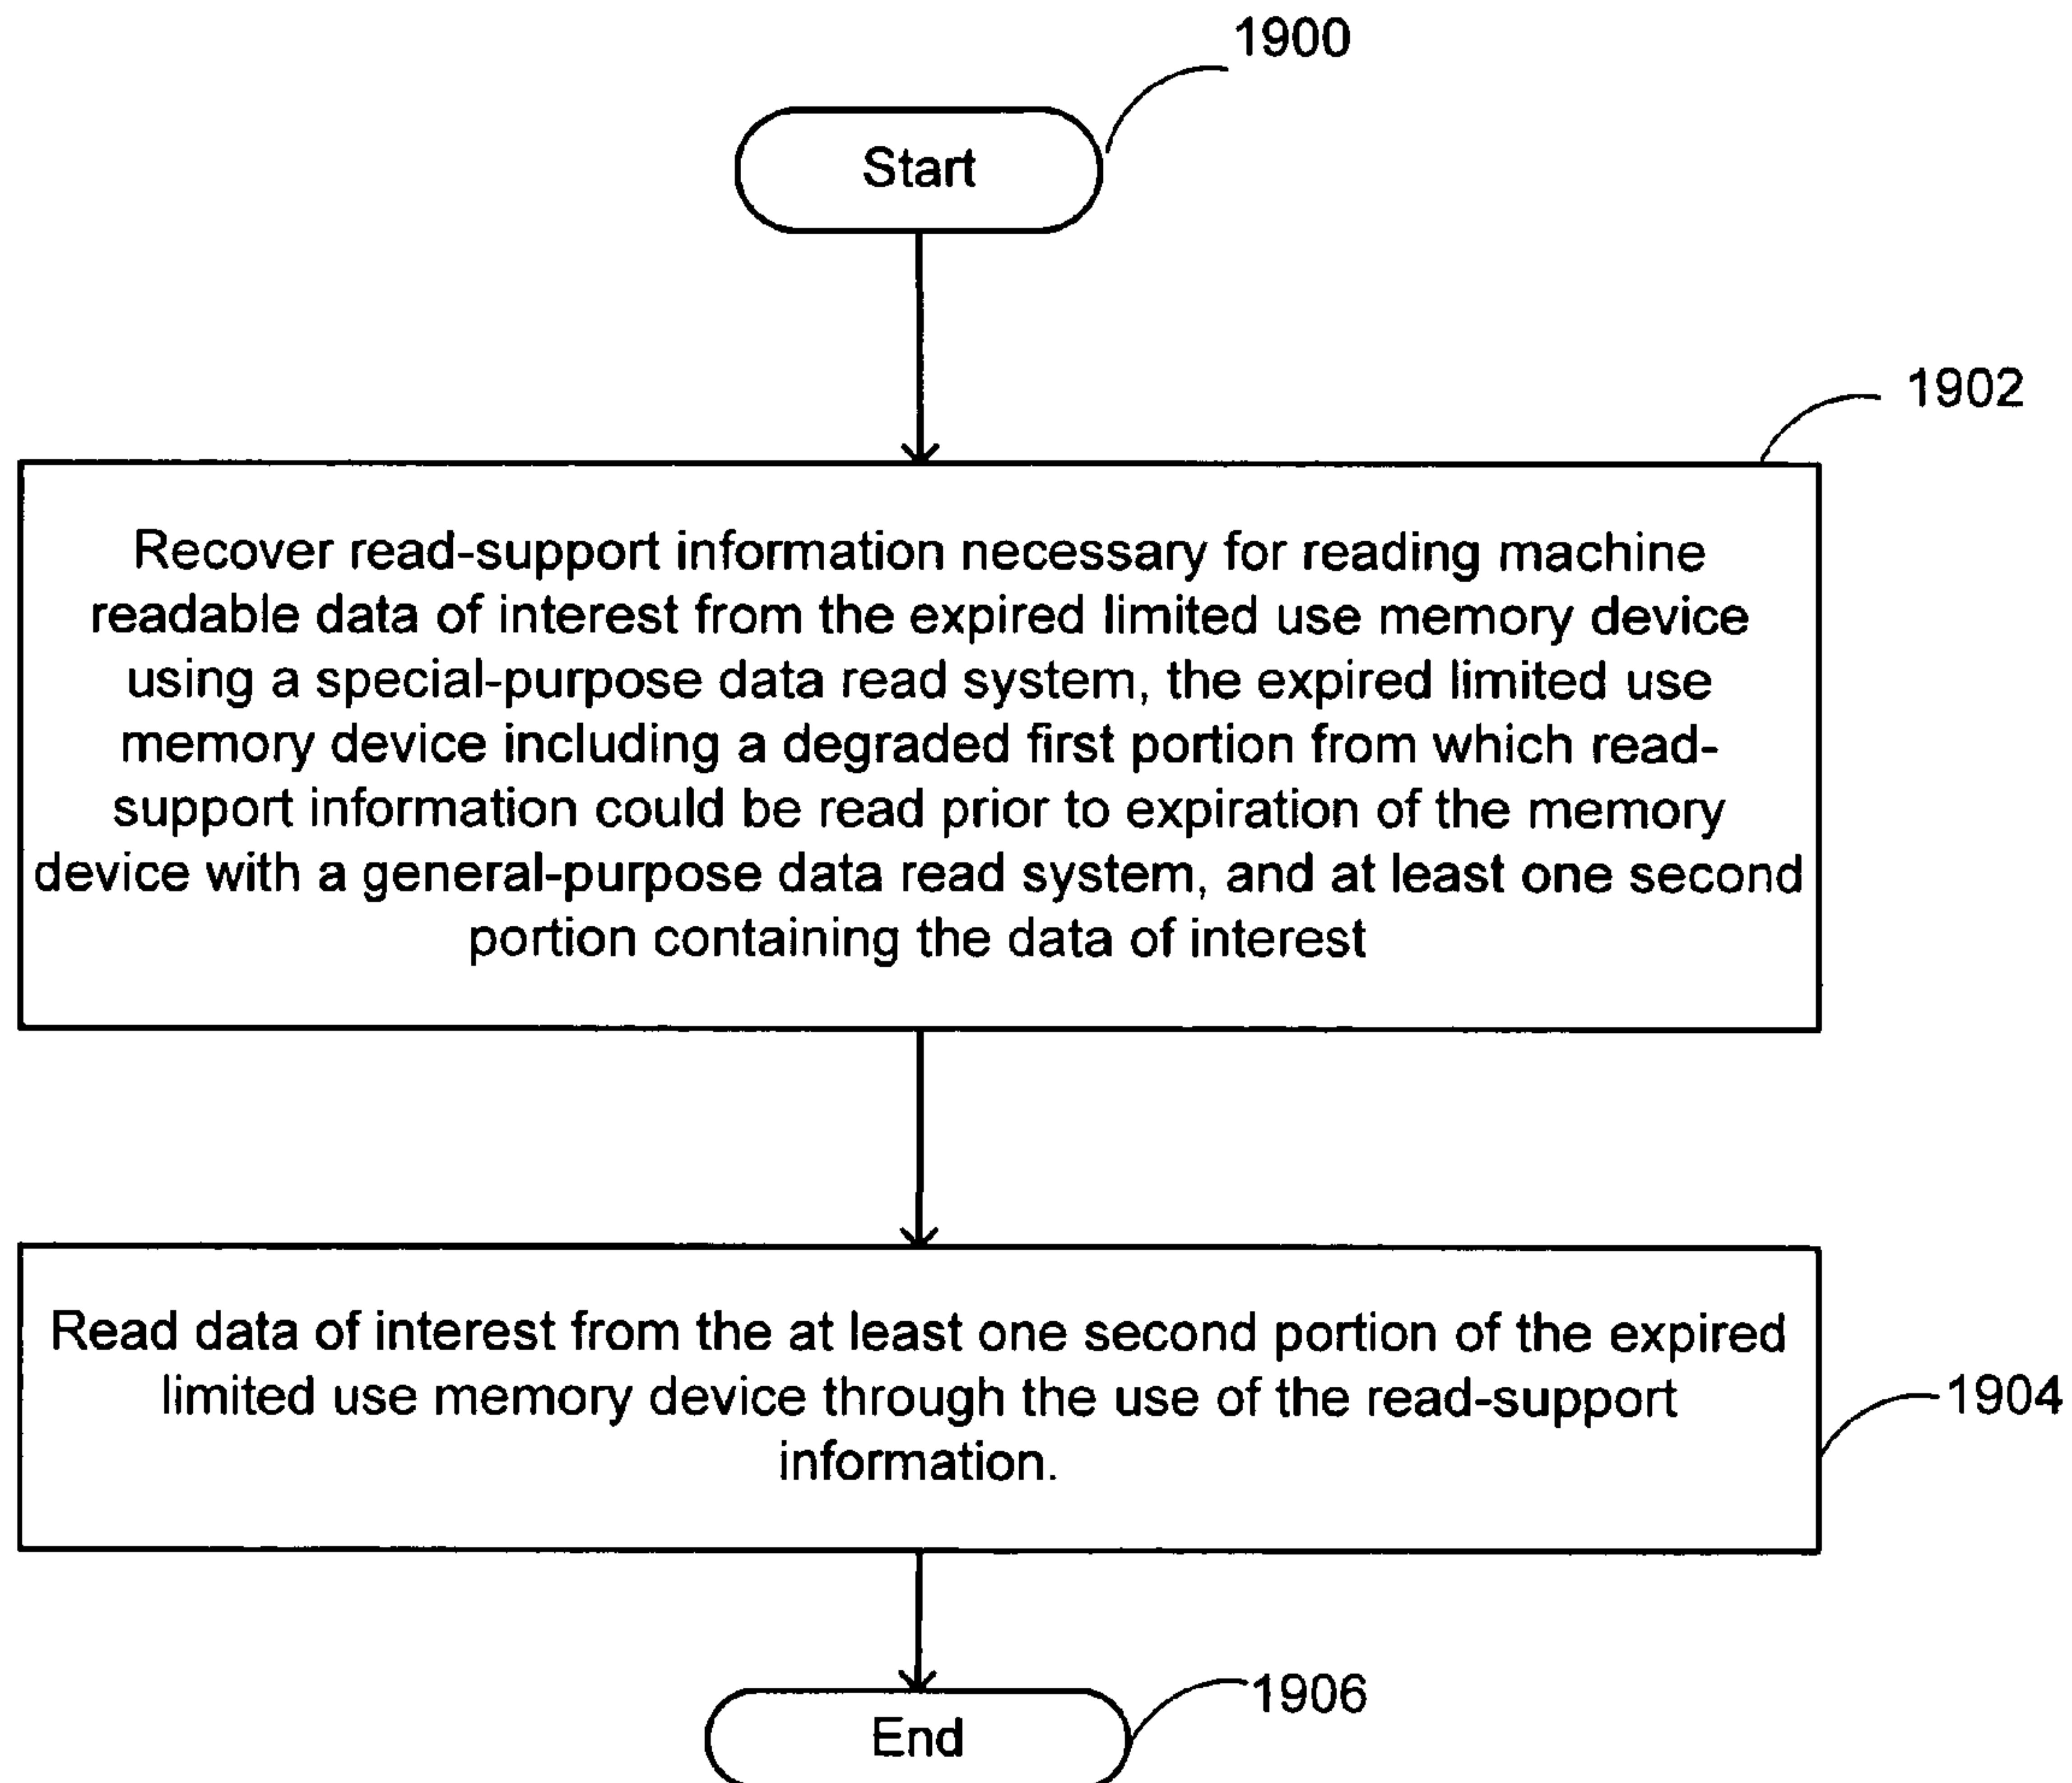 1900
Start
1902
Recover read-support information necessary for reading machine
readable data of interest from the expired limited use memory device
using a special-purpose data read system, the expired limited use
memory device including a degraded first portion from which read-
support information could be read prior to expiration of the memory
device with a general-purpose data read system, and at least one second
portion containing the data of interest
Read data of interest from the at least one second portion of the expired
limited use memory device through the use of the read-support
information.
1904
1906
End